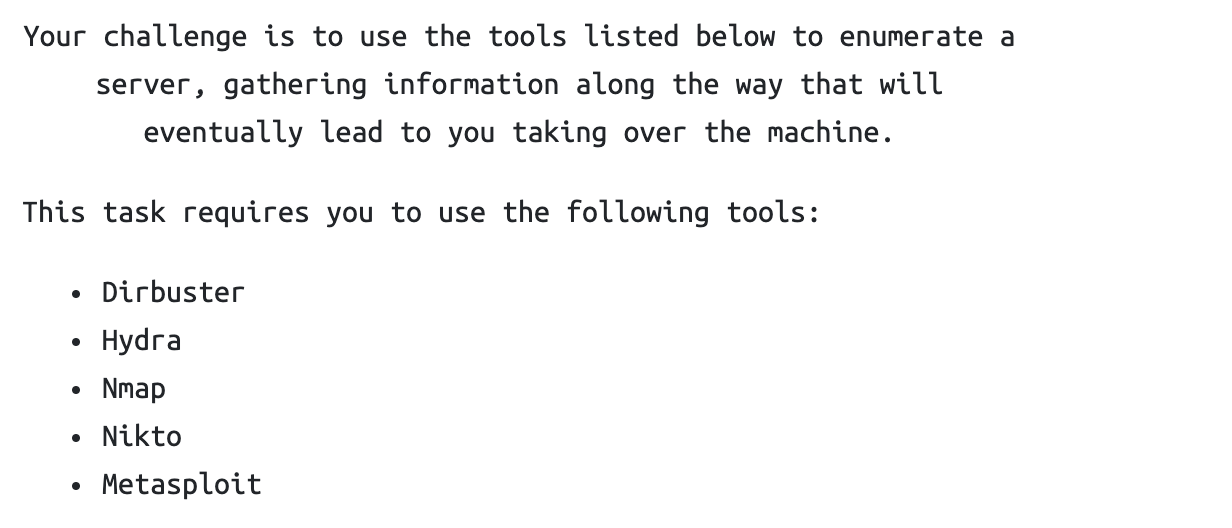 Your challenge is to use the tools listed below to enumerate a
server, gathering information along the way that will
eventually lead to you taking over the machine.
This task requires you to use the following tools:
• Dirbuster
• Hydra
• Nmap
• Nikto
• Metasploit